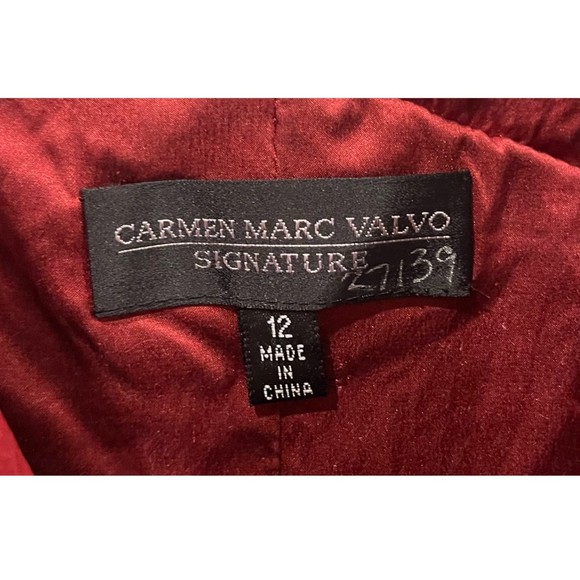 CARMEN MARC VALVO
SIGNATURE
27139
12
MADE
IN
CHINA